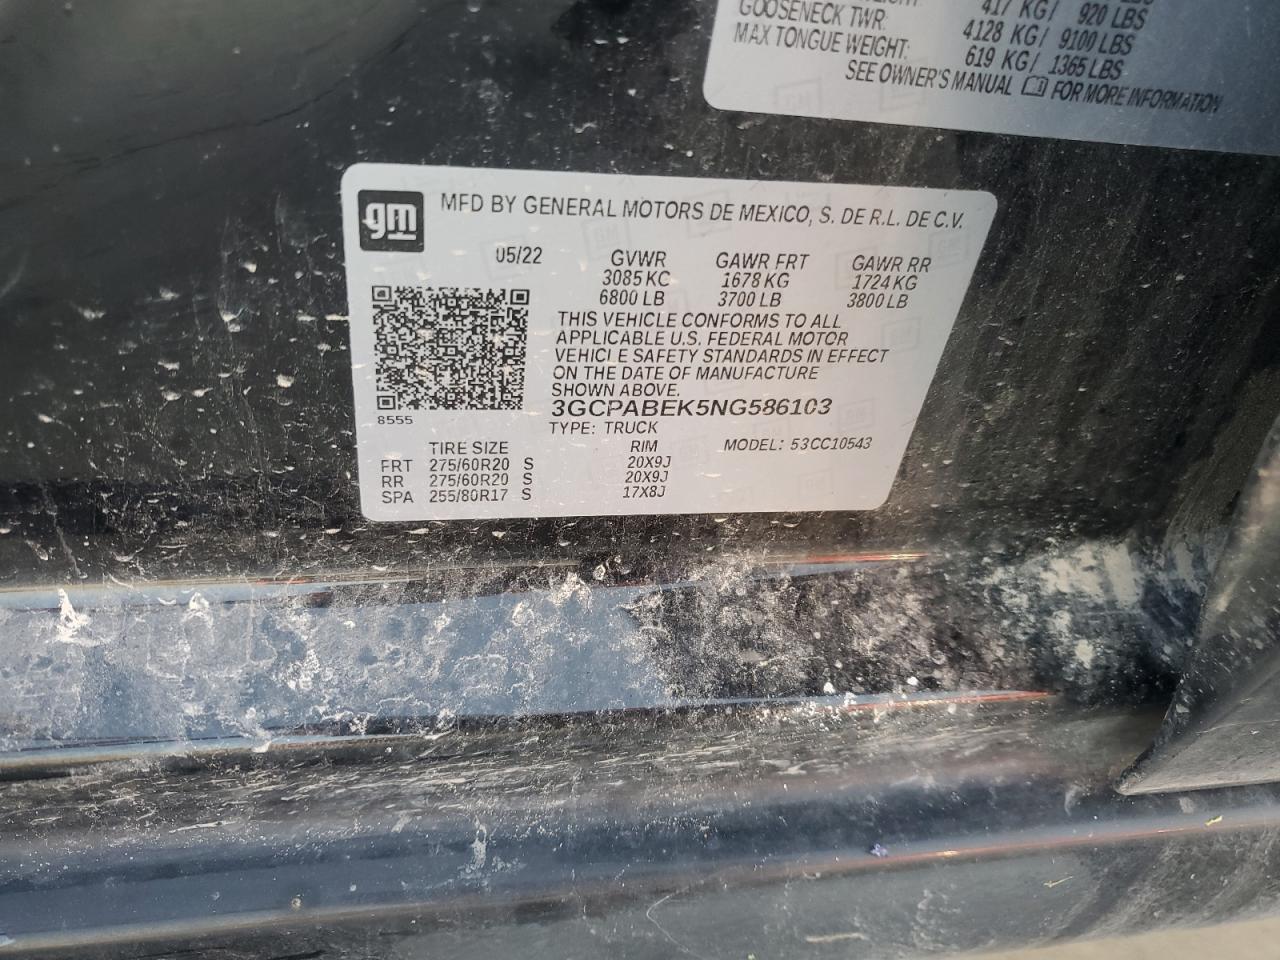 417 KG/ 920 LBS
GOOSENECK TWR: 4128 KG/ 9100 LBS
MAX TONGUE WEIGHT: 619 KG/ 1365 LBS
SEE OWNER'S MANUAL FOR MORE INFORMATION
gm
MFD BY GENERAL MOTORS DE MEXICO, S. DE R.L. DE C.V.
05/22 GVWR GAWR FRT GAWR RR
3085 KC 1678 KG 1724 KG
6800 LB 3700 LB 3800 LB
THIS VEHICLE CONFORMS TO ALL
APPLICABLE U.S. FEDERAL MOTOR
VEHICLE SAFETY STANDARDS IN EFFECT
ON THE DATE OF MANUFACTURE
SHOWN ABOVE.
3GCPABEK5NG586103
8555
TYPE: TRUCK
TIRE SIZE RIM MODEL: 53CC10543
FRT 275/60R20 S 20X9J
RR 275/60R20 S 20X9J
SPA 255/80R17 S 17X8J